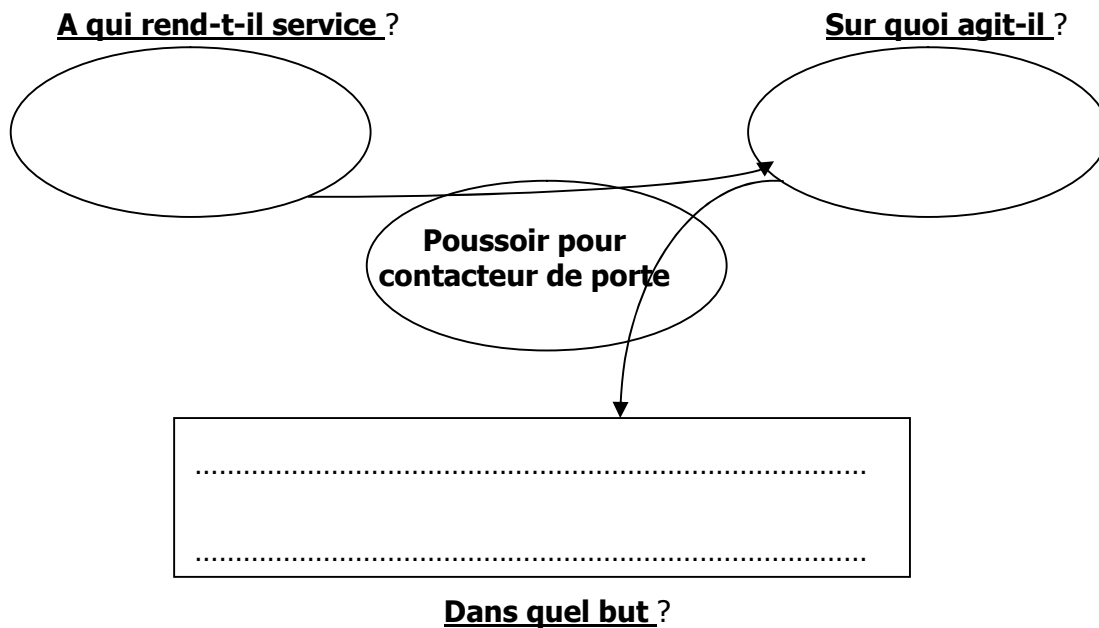 A qui rend-t-il service ?
Sur quoi agit-il ?
Poussoir pour
contacteur de porte
....................................................................................
....................................................................................
Dans quel but ?